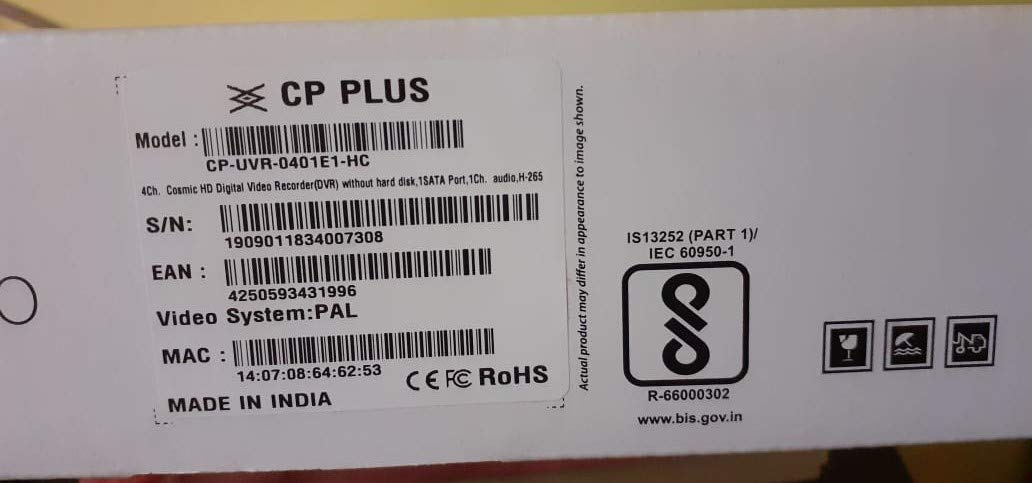 CP PLUS
Model :
CP-UVR-0401E1-HC
4Ch. Cosmic HD Digital Video Recorder(DVR) without hard disk,1SATA Port,1Ch. audio,H-265
S/N:
1909011834007308
EAN :
4250593431996
Video System:PAL
MAC :
14:07:08:64:62:53
CE FC RoHS
MADE IN INDIA
Actual product may differ in appearance to image shown.
IS13252 (PART 1)/
IEC 60950-1
R-66000302
www.bis.gov.in